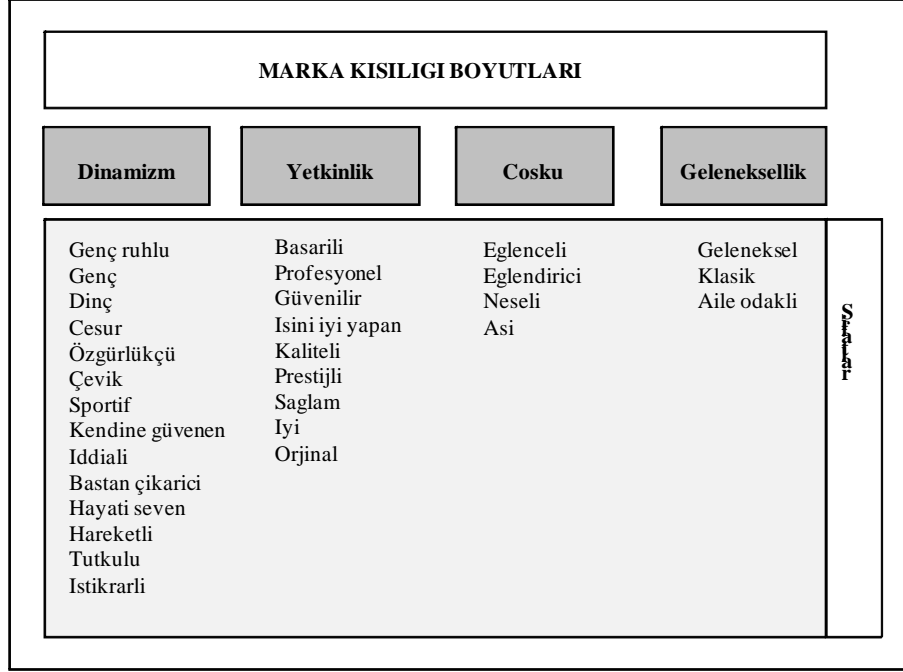 MARKA KISILIGI BOYUTLARI
Dinamizm
Yetkinlik
Cosku
Geleneksellik
Genç ruhlu
Genç
Dinç
Cesur
Özgürlükçü
Çevik
Sportif
Kendine güvenen
Iddiali
Bastan çikarici
Hayati seven
Hareketli
Tutkulu
Istikrarli
Basarili
Profesyonel
Güvenilir
Isini iyi yapan
Kaliteli
Prestijli
Saglam
Iyi
Orjinal
Eglenceli
Eglendirici
Neseli
Asi
Geleneksel
Klasik
Aile odakli